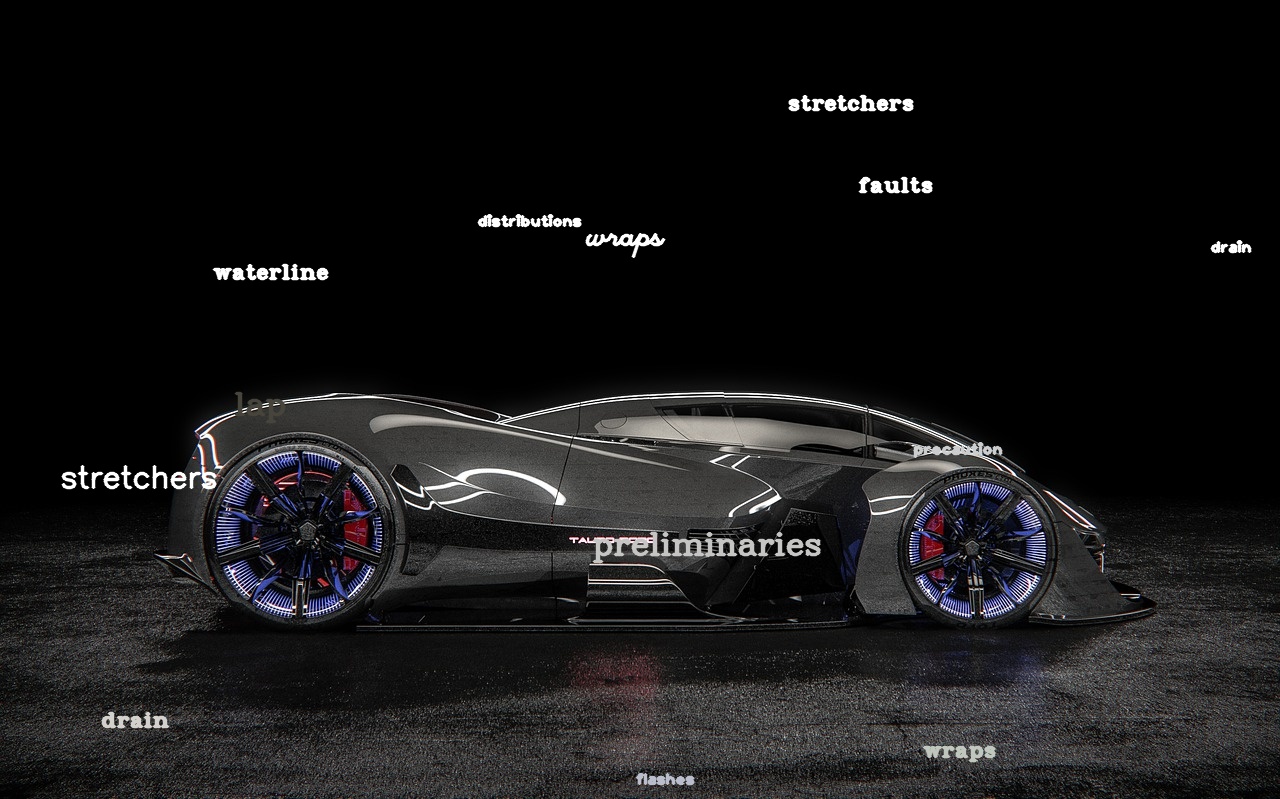 stretchers
faults
distributions
wraps
drain
waterline
lap
precaution
stretchers
preliminaries
drain
wraps
flashes